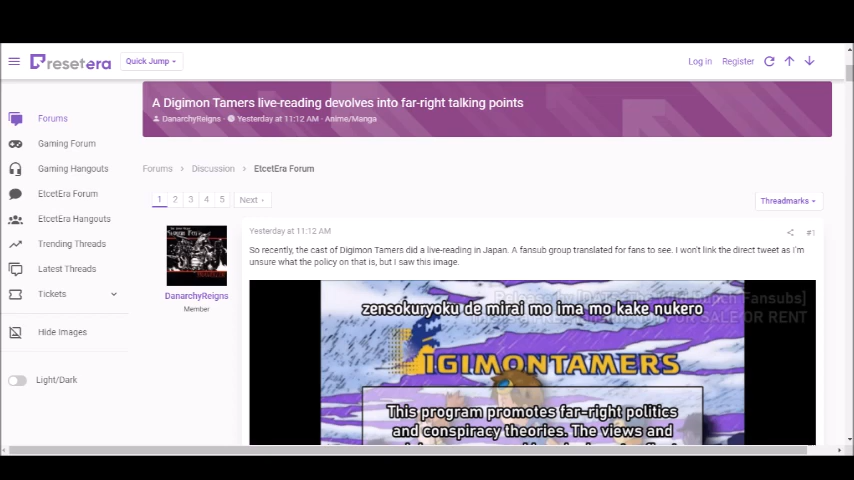 resetera
Quick Jump
Log in
Register
A Digimon Tamers live-reading devolves into far-right talking points
DanarchyReigns · Yesterday at 11:12 AM · Anime/Manga
Forums
Gaming Forum
Gaming Hangouts
EtcetEra Forum
EtcetEra Hangouts
Trending Threads
Latest Threads
Tickets
Hide Images
Light/Dark
Forums > Discussion > EtcetEra Forum
1 2 3 4 5 Next
Threadmarks
Yesterday at 11:12 AM
#1
DanarchyReigns
Member
So recently, the cast of Digimon Tamers did a live-reading in Japan. A fansub group translated for fans to see. I won't link the direct tweet as I'm
unsure what the policy on that is, but I saw this image.
Fansubs]
FOR SALE OR RENT
zensokuryoku de mirai mo ima mo kake nukero
DIGIMONTAMERS
This program promotes far-right politics
and conspiracy theories. The views and